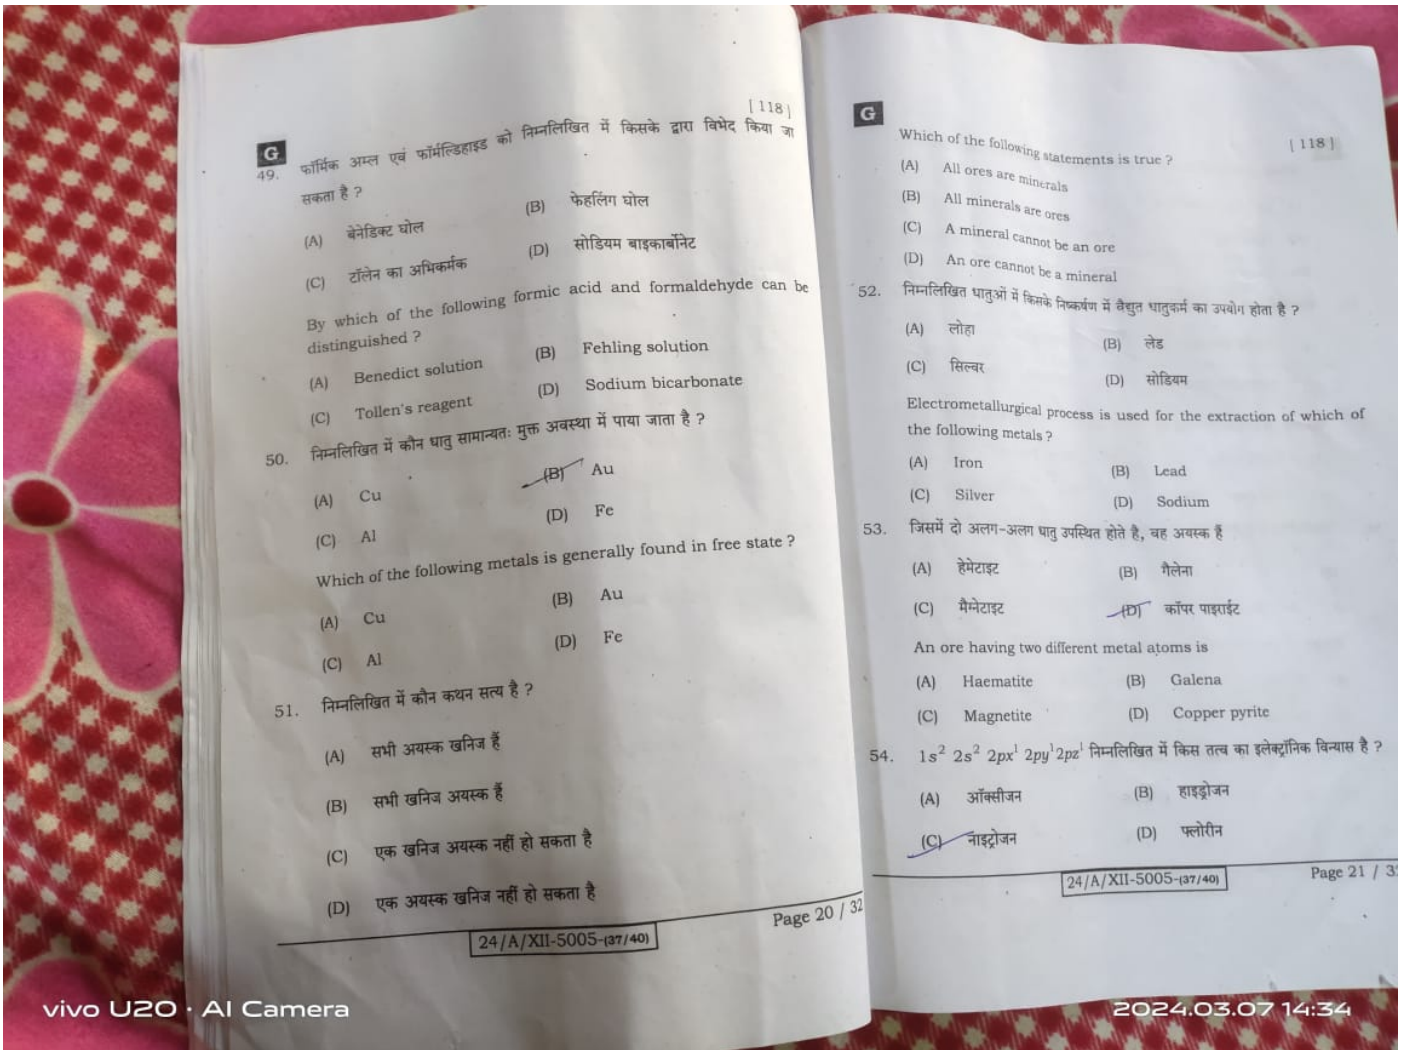 [ 118 ]
G
49. फॉर्मिक अम्ल एवं फॉर्मल्डिहाइड को निम्नलिखित में किसके द्वारा विभेद किया जा
सकता है ?
(A) बेनेडिक्ट घोल (B) फेहलिंग घोल
(C) टॉलेन का अभिकर्मक (D) सोडियम बाइकार्बोनेट
By which of the following formic acid and formaldehyde can be
distinguished ?
(A) Benedict solution (B) Fehling solution
(C) Tollen's reagent (D) Sodium bicarbonate
50. निम्नलिखित में कौन धातु सामान्यतः मुक्त अवस्था में पाया जाता है ?
(A) Cu (B) Au
(C) Al (D) Fe
Which of the following metals is generally found in free state ?
(A) Cu (B) Au
(C) Al (D) Fe
51. निम्नलिखित में कौन कथन सत्य है ?
(A) सभी अयस्क खनिज हैं
(B) सभी खनिज अयस्क हैं
(C) एक खनिज अयस्क नहीं हो सकता है
(D) एक अयस्क खनिज नहीं हो सकता है
24/A/XII-5005-(37/40) Page 20 / 32
G
[ 118 ]
Which of the following statements is true ?
(A) All ores are minerals
(B) All minerals are ores
(C) A mineral cannot be an ore
(D) An ore cannot be a mineral
52. निम्नलिखित धातुओं में किसके निष्कर्षण में वैद्युत धातुकर्म का उपयोग होता है ?
(A) लोहा (B) लेड
(C) सिल्वर (D) सोडियम
Electrometallurgical process is used for the extraction of which of
the following metals ?
(A) Iron (B) Lead
(C) Silver (D) Sodium
53. जिसमें दो अलग-अलग धातु उपस्थित होते है, वह अयस्क हैं
(A) हेमेटाइट (B) गैलेना
(C) मैग्नेटाइट (D) कॉपर पाइराईट
An ore having two different metal atoms is
(A) Haematite (B) Galena
(C) Magnetite (D) Copper pyrite
54. 1s² 2s² 2px¹ 2py¹2pz¹ निम्नलिखित में किस तत्व का इलेक्ट्रॉनिक विन्यास है ?
(A) ऑक्सीजन (B) हाइड्रोजन
(C) नाइट्रोजन (D) फ्लोरीन
24/A/XII-5005-(37/40) Page 21 / 3
vivo U20 · AI Camera
2024.03.07 14:34